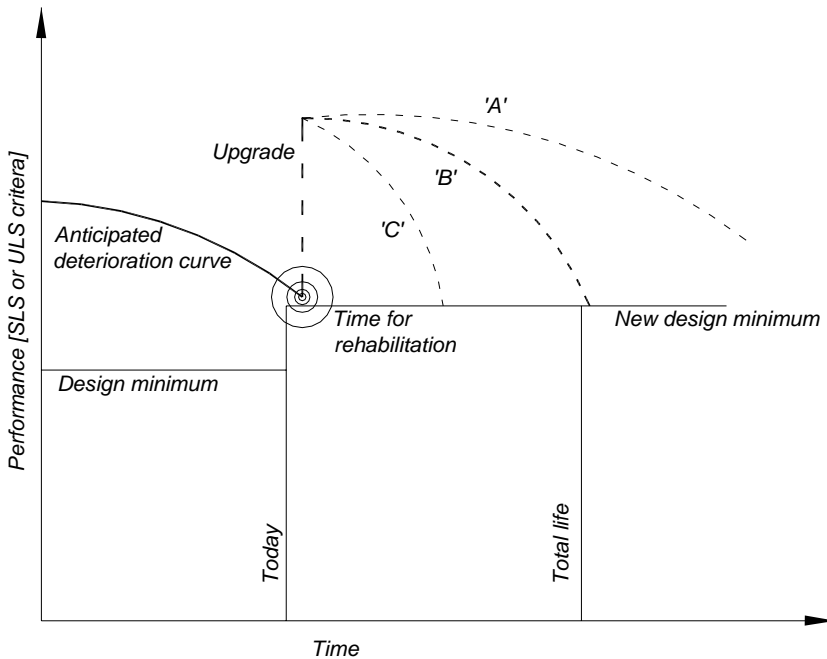 Performance [SLS or ULS critera]
'A'
Upgrade
'B'
'C'
Anticipated
deterioration curve
Time for
rehabilitation
New design minimum
Design minimum
Today
Total life
Time